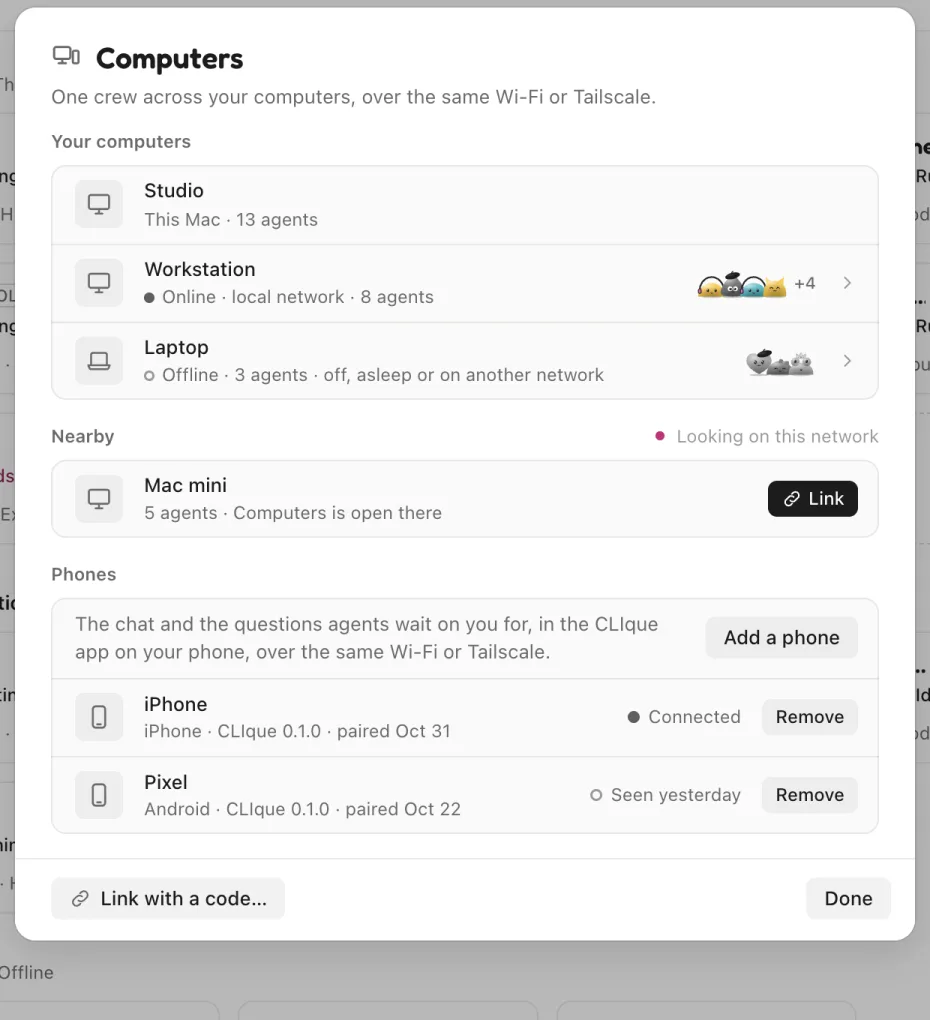 Computers
One crew across your computers, over the same Wi-Fi or Tailscale.
Your computers
Studio
This Mac · 13 agents
Workstation
Online · local network · 8 agents
+4
Laptop
Offline · 3 agents · off, asleep or on another network
Nearby
Looking on this network
Mac mini
5 agents · Computers is open there
Link
Phones
The chat and the questions agents wait on you for, in the CLIque
app on your phone, over the same Wi-Fi or Tailscale.
Add a phone
iPhone
iPhone · CLIque 0.1.0 · paired Oct 31
Connected
Remove
Pixel
Android · CLIque 0.1.0 · paired Oct 22
Seen yesterday
Remove
Link with a code...
Done
Offline